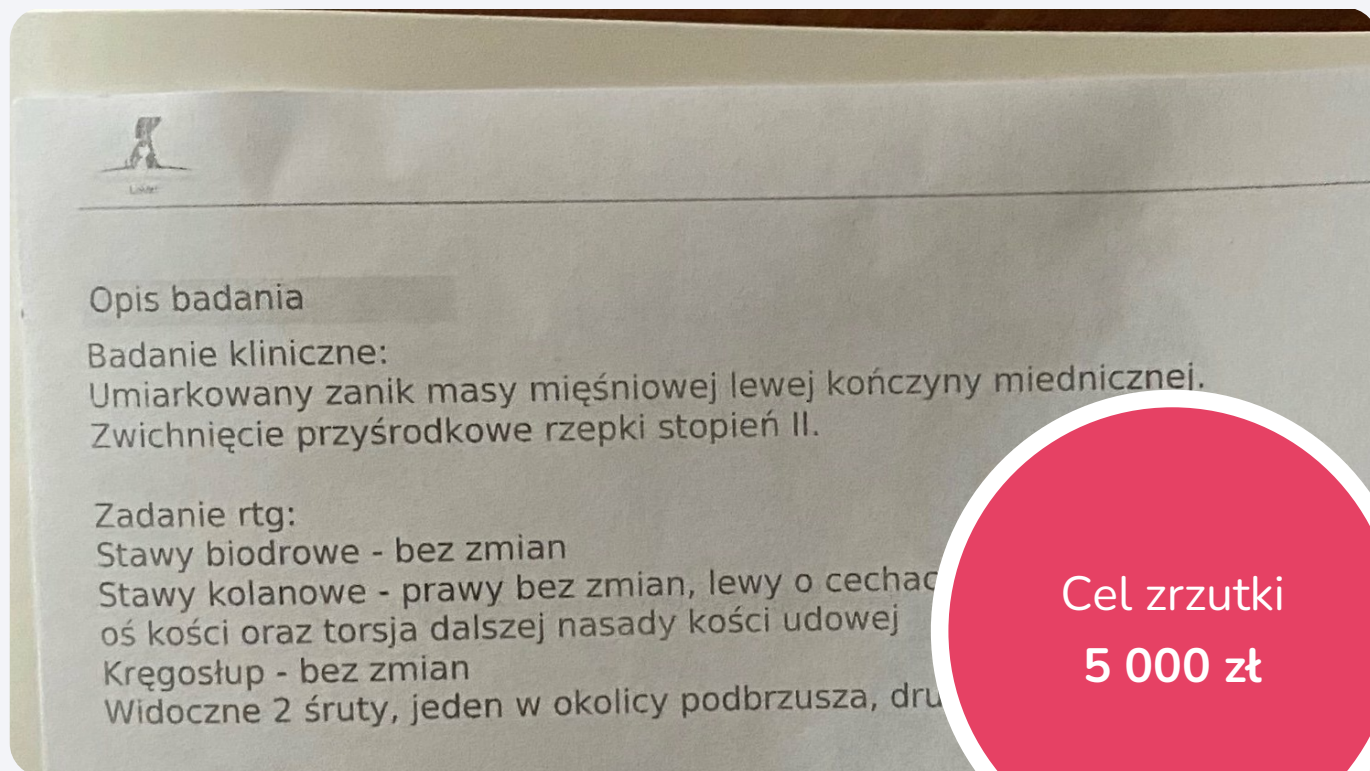 Opis badania
Badanie kliniczne:
Umiarkowany zanik masy mięśniowej lewej kończyny miednicznej.
Zwichnięcie przyśrodkowe rzepki stopień II.
Zadanie rtg:
Stawy biodrowe - bez zmian
Stawy kolanowe - prawy bez zmian, lewy o
oś kości oraz torsja dalszej nasady kości udowej
Kręgosłup - bez zmian
Widoczne 2 śruty, jeden w okolicy podbrzusza,
Cel zrzutki
5 000 zł